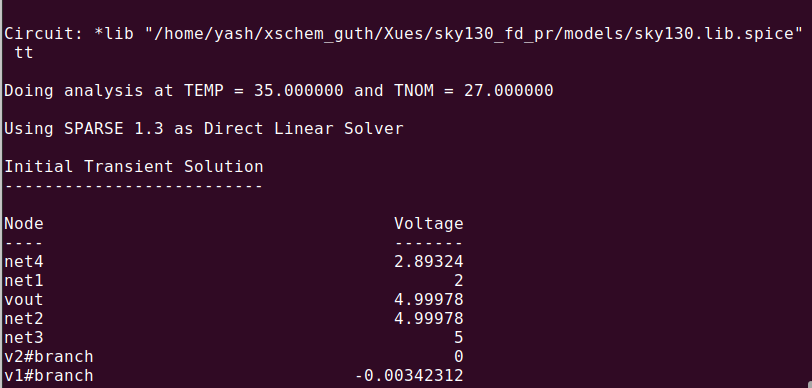 Circuit: *lib "/home/yash/xschem_guth/Xues/sky130_fd_pr/models/sky130.lib.spice"
 tt
Doing analysis at TEMP = 35.000000 and TNOM = 27.000000
Using SPARSE 1.3 as Direct Linear Solver
Initial Transient Solution
--------------------------
Node                                   Voltage
----                                   -------
net4                                   2.89324
net1                                         2
vout                                   4.99978
net2                                   4.99978
net3                                         5
v2#branch                                    0
v1#branch                          -0.00342312